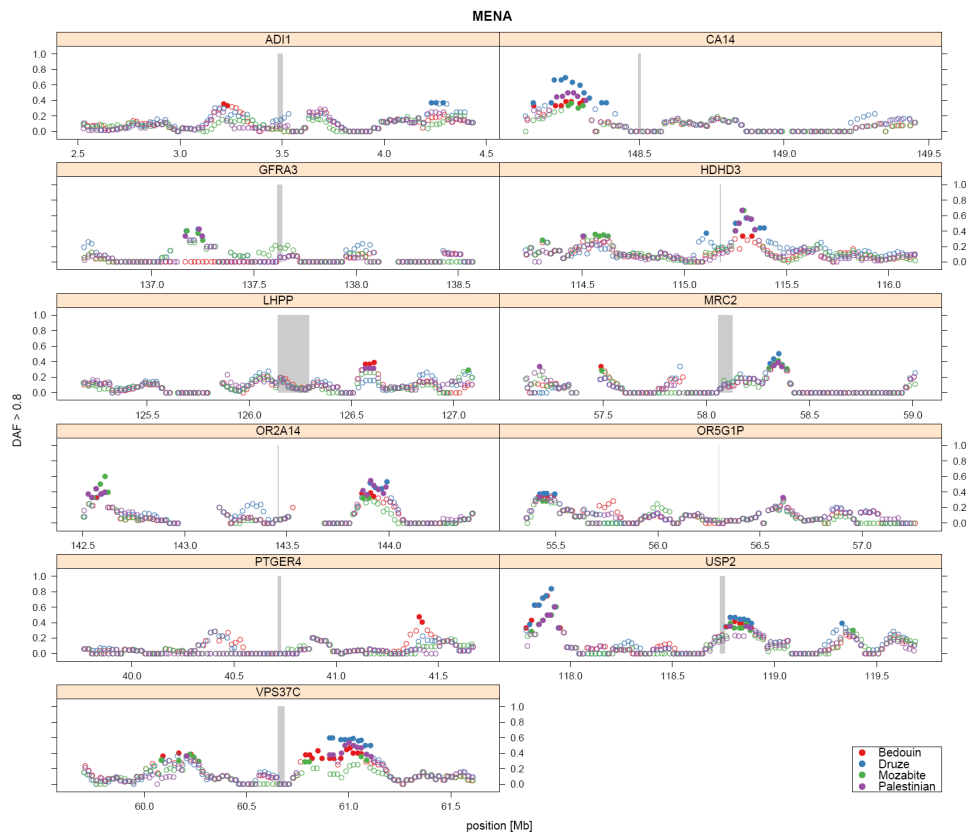 MENA
ADI1 CA14
1.0
0.8
0.6
0.4
0.2
0.0
2.5 3.0 3.5 4.0 4.5 148.5 149.0 149.5
GFRA3 HDHD3
1.0
0.8
0.6
0.4
0.2
0.0
137.0 137.5 138.0 138.5 114.5 115.0 115.5 116.0
LHPP MRC2
1.0
0.8
0.6
0.4
0.2
0.0
125.5 126.0 126.5 127.0 57.5 58.0 58.5 59.0
DAF > 0.8
OR2A14 OR5G1P
1.0
0.8
0.6
0.4
0.2
0.0
142.5 143.0 143.5 144.0 55.5 56.0 56.5 57.0
PTGER4 USP2
1.0
0.8
0.6
0.4
0.2
0.0
40.0 40.5 41.0 41.5 118.0 118.5 119.0 119.5
VPS37C
1.0
0.8
0.6
0.4
0.2
0.0
60.0 60.5 61.0 61.5
Bedouin
Druze
Mozabite
Palestinian
position [Mb]